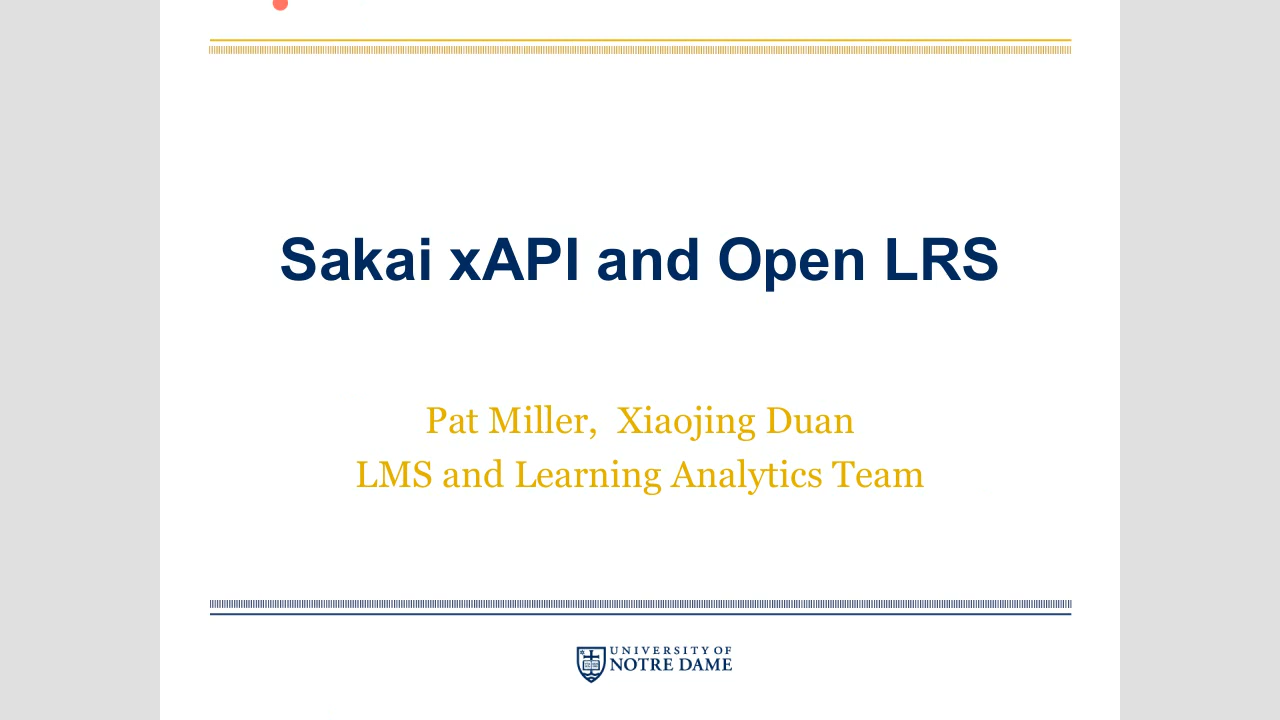 Sakai xAPI and Open LRS
Pat Miller, Xiaojing Duan
LMS and Learning Analytics Team
UNIVERSITY OF
NOTRE DAME